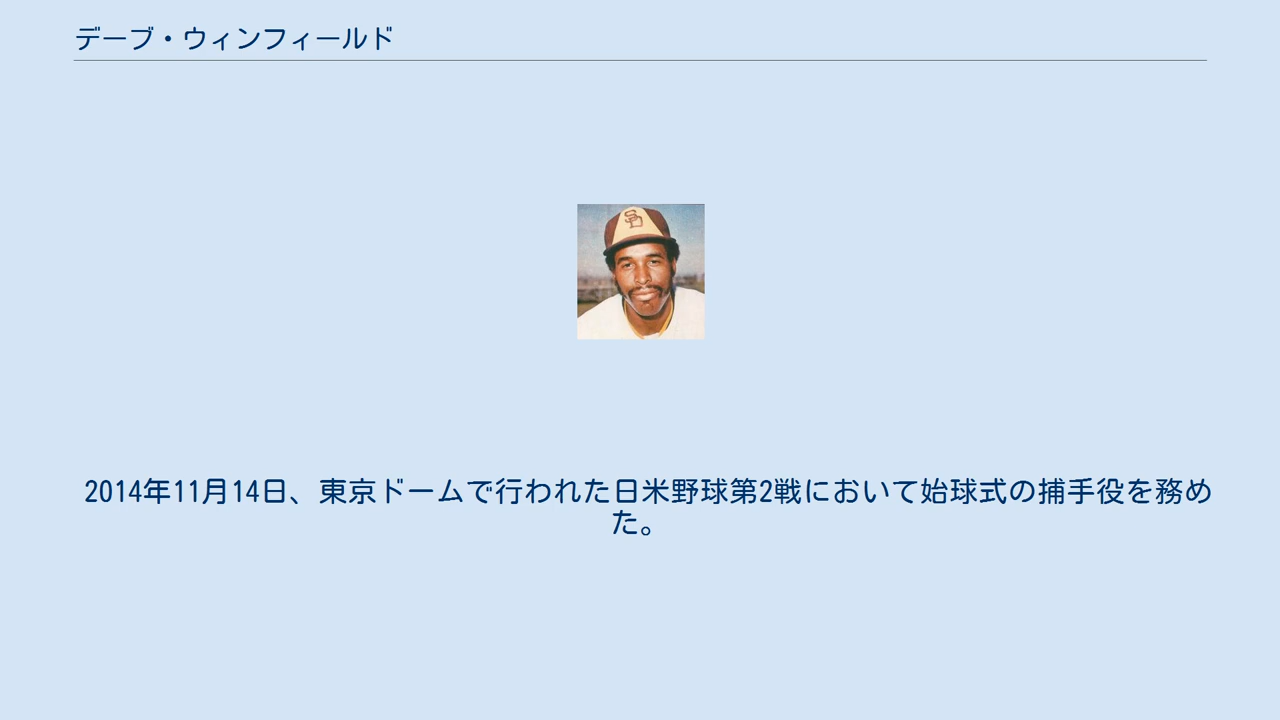 デーブ・ウィンフィールド
SD
2014年11月14日、東京ドームで行われた日米野球第2戦において始球式の捕手役を務め
た。